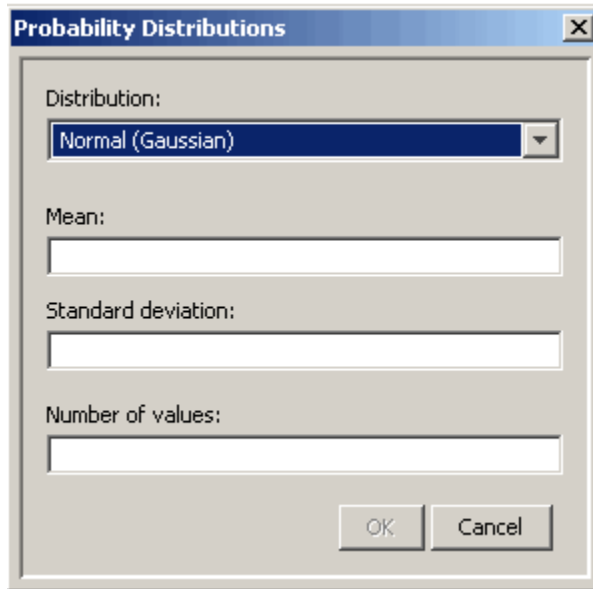 Probability Distributions
Distribution:
Normal (Gaussian)
Mean:
Standard deviation:
Number of values:
OK Cancel